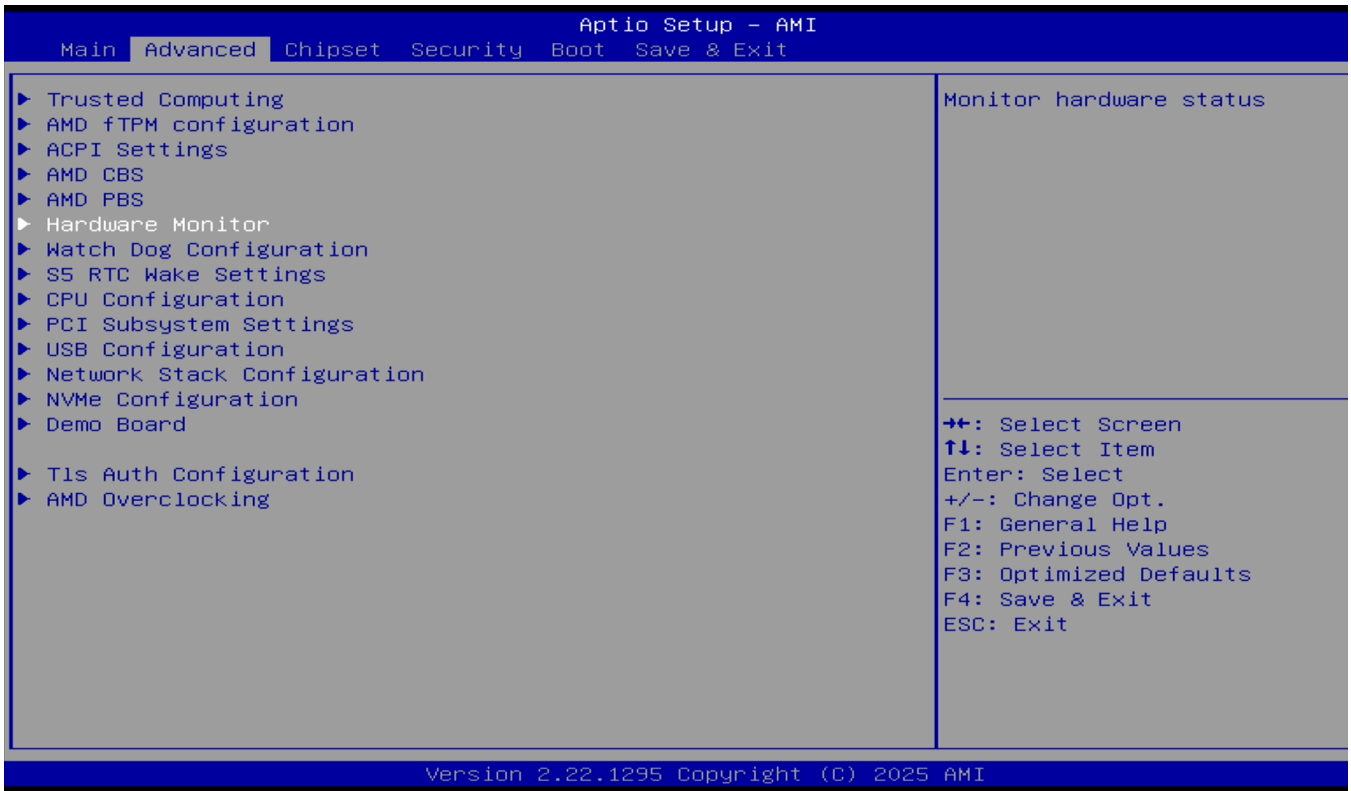 Aptio Setup – AMI
Main Advanced Chipset Security Boot Save & Exit
▶ Trusted Computing
▶ AMD fTPM configuration
▶ ACPI Settings
▶ AMD CBS
▶ AMD PBS
▶ Hardware Monitor
▶ Watch Dog Configuration
▶ S5 RTC Wake Settings
▶ CPU Configuration
▶ PCI Subsystem Settings
▶ USB Configuration
▶ Network Stack Configuration
▶ NVMe Configuration
▶ Demo Board
▶ Tls Auth Configuration
▶ AMD Overclocking
Monitor hardware status
→←: Select Screen
↑↓: Select Item
Enter: Select
+/-: Change Opt.
F1: General Help
F2: Previous Values
F3: Optimized Defaults
F4: Save & Exit
ESC: Exit
Version 2.22.1295 Copyright (C) 2025 AMI